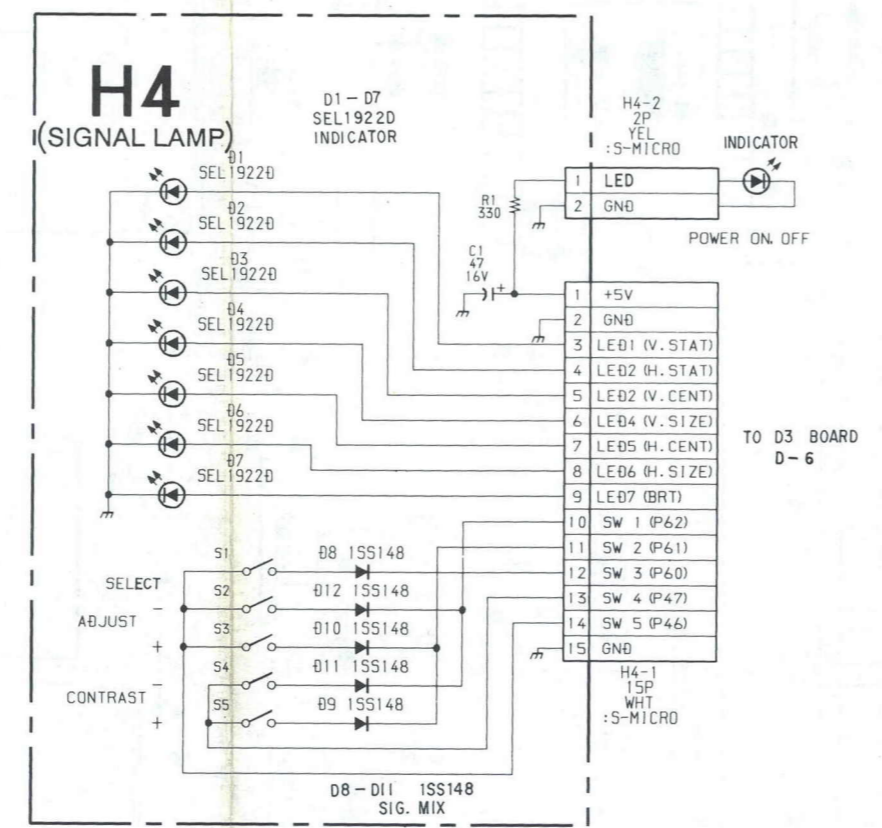 H4
(SIGNAL LAMP)
D1-D7
SEL1922D
INDICATOR
D1
SEL1922D
D2
SEL1922D
D3
SEL1922D
D4
SEL1922D
D5
SEL1922D
D6
SEL1922D
D7
SEL1922D
H4-2
2P
YEL
:S-MICRO
INDICATOR
1 LED
2 GND
POWER ON. OFF
R1
330
C1
47
16V
+
1 +5V
2 GND
3 LED1 (V.STAT)
4 LED2 (H.STAT)
5 LED2 (V.CENT)
6 LED4 (V.SIZE)
7 LED5 (H.CENT)
8 LED6 (H.SIZE)
9 LED7 (BRT)
10 SW 1 (P62)
11 SW 2 (P61)
12 SW 3 (P60)
13 SW 4 (P47)
14 SW 5 (P46)
15 GND
H4-1
15P
WHT
:S-MICRO
TO D3 BOARD
D-6
SELECT
S1
D8 1SS148
ADJUST
-
S2
D12 1SS148
+
S3
D10 1SS148
CONTRAST
-
S4
D11 1SS148
+
S5
D9 1SS148
D8-D11 1SS148
SIG. MIX